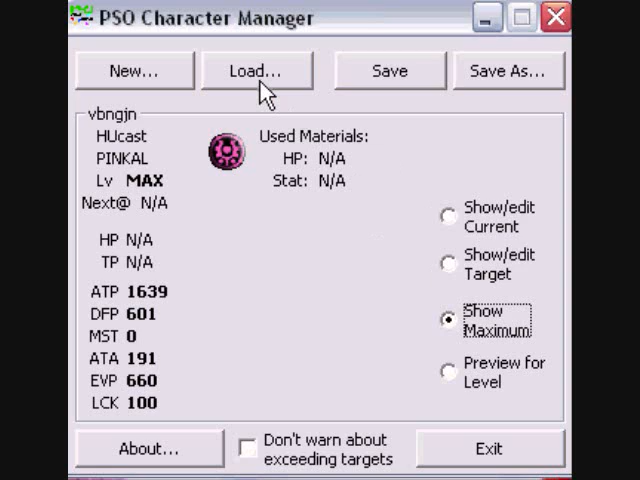 PSO Character Manager
New...
Load...
Save
Save As...
vbngjn
HUcast
PINKAL
Lv MAX
Next@ N/A
Used Materials:
HP: N/A
Stat: N/A
HP N/A
TP N/A
ATP 1639
DFP 601
MST 0
ATA 191
EVP 660
LCK 100
Show/edit
Current
Show/edit
Target
Show
Maximum
Preview for
Level
About...
Don't warn about
exceeding targets
Exit